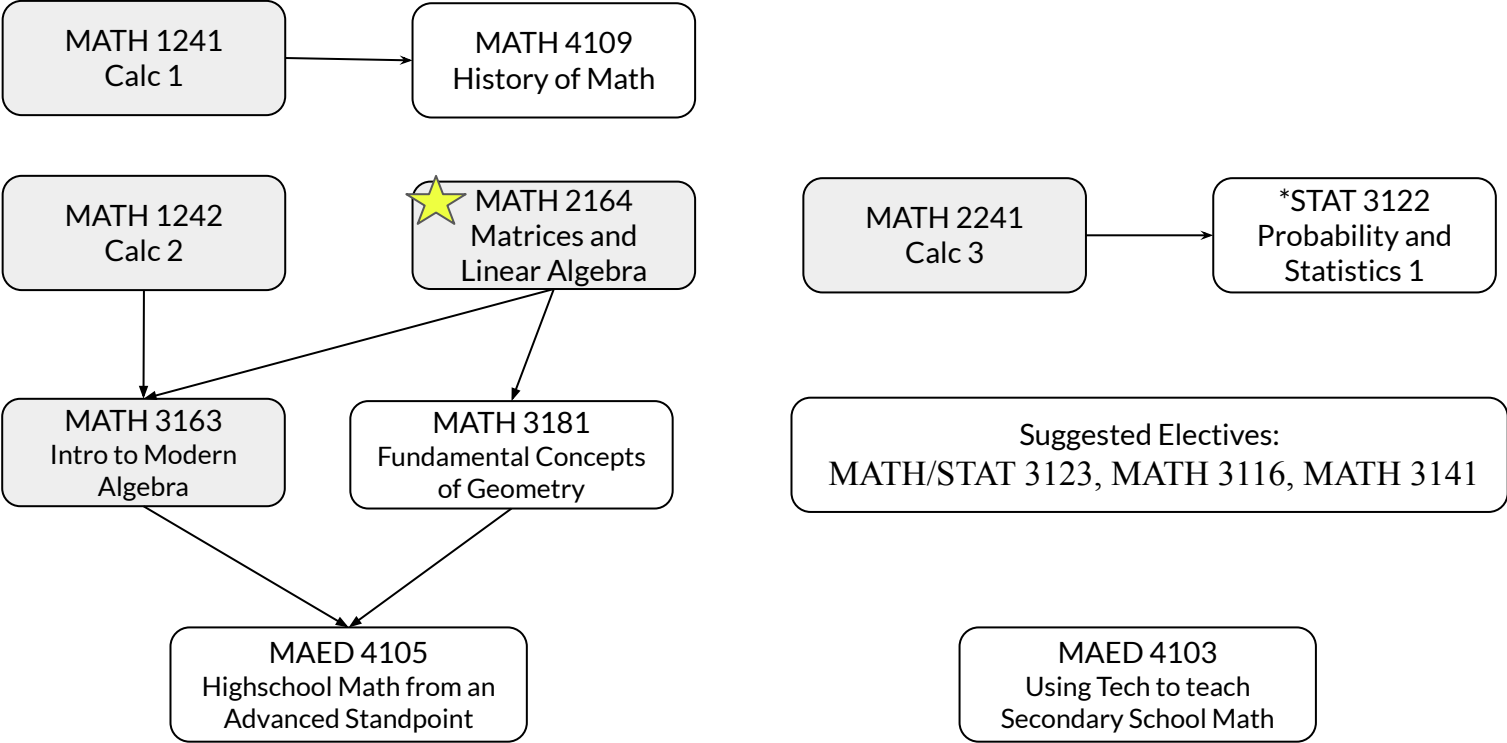 MATH 1241
Calc 1
MATH 4109
History of Math
MATH 1242
Calc 2
MATH 2164
Matrices and
Linear Algebra
MATH 2241
Calc 3
*STAT 3122
Probability and
Statistics 1
MATH 3163
Intro to Modern
Algebra
MATH 3181
Fundamental Concepts
of Geometry
Suggested Electives:
MATH/STAT 3123, MATH 3116, MATH 3141
MAED 4105
Highschool Math from an
Advanced Standpoint
MAED 4103
Using Tech to teach
Secondary School Math